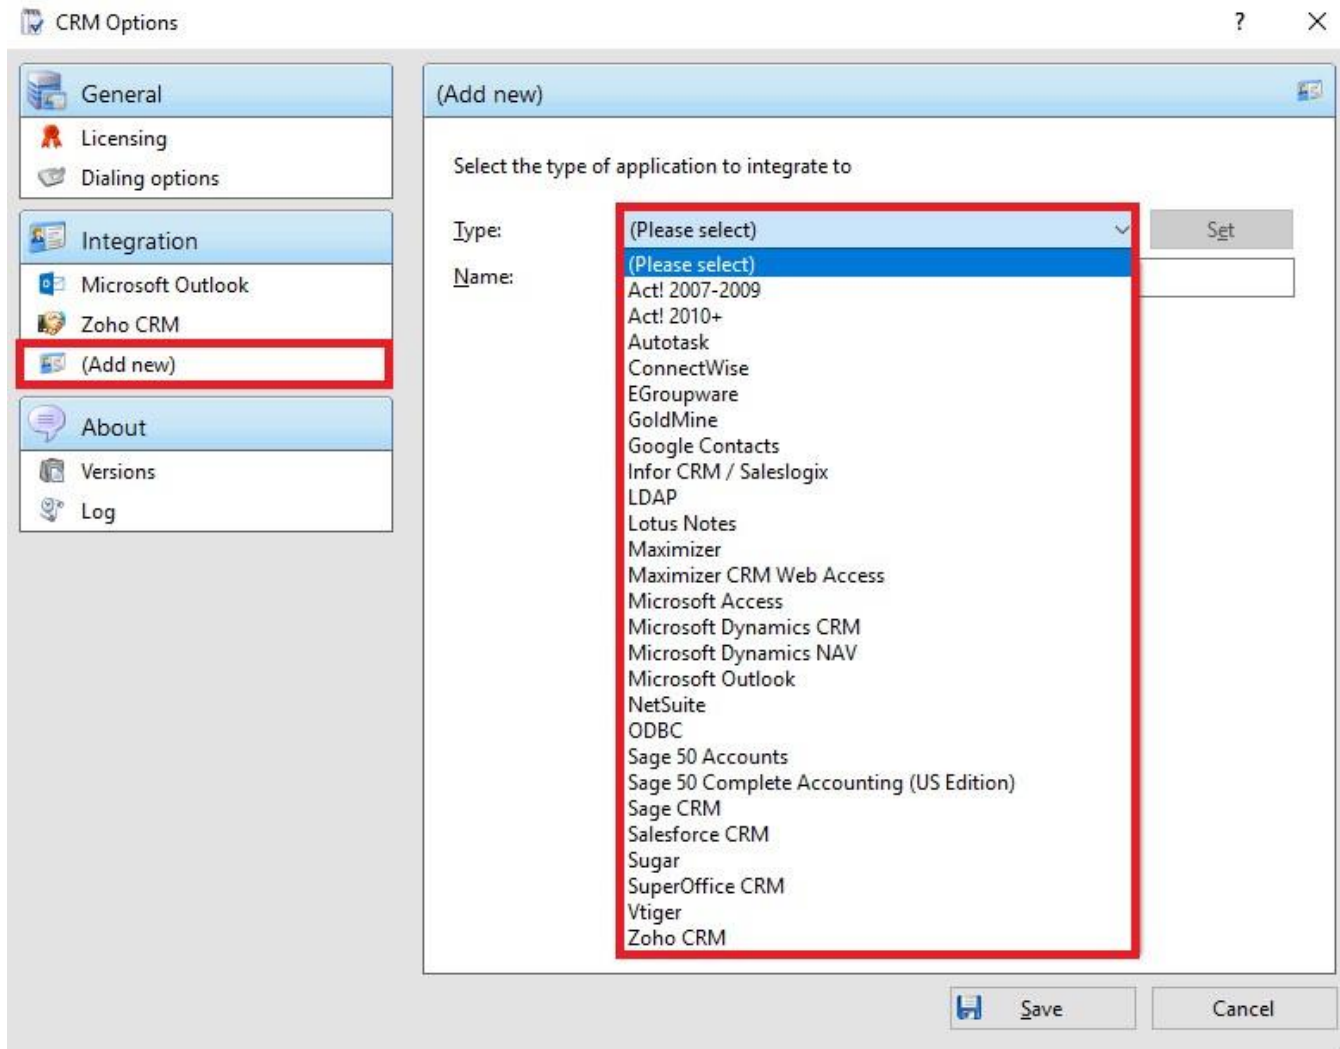 CRM Options
?
General
Licensing
Dialing options
Integration
Microsoft Outlook
Zoho CRM
(Add new)
About
Versions
Log
(Add new)
Select the type of application to integrate to
Type:
(Please select)
Set
Name:
(Please select)
Act! 2007-2009
Act! 2010+
Autotask
ConnectWise
EGroupware
GoldMine
Google Contacts
Infor CRM / Saleslogix
LDAP
Lotus Notes
Maximizer
Maximizer CRM Web Access
Microsoft Access
Microsoft Dynamics CRM
Microsoft Dynamics NAV
Microsoft Outlook
NetSuite
ODBC
Sage 50 Accounts
Sage 50 Complete Accounting (US Edition)
Sage CRM
Salesforce CRM
Sugar
SuperOffice CRM
Vtiger
Zoho CRM
Save
Cancel